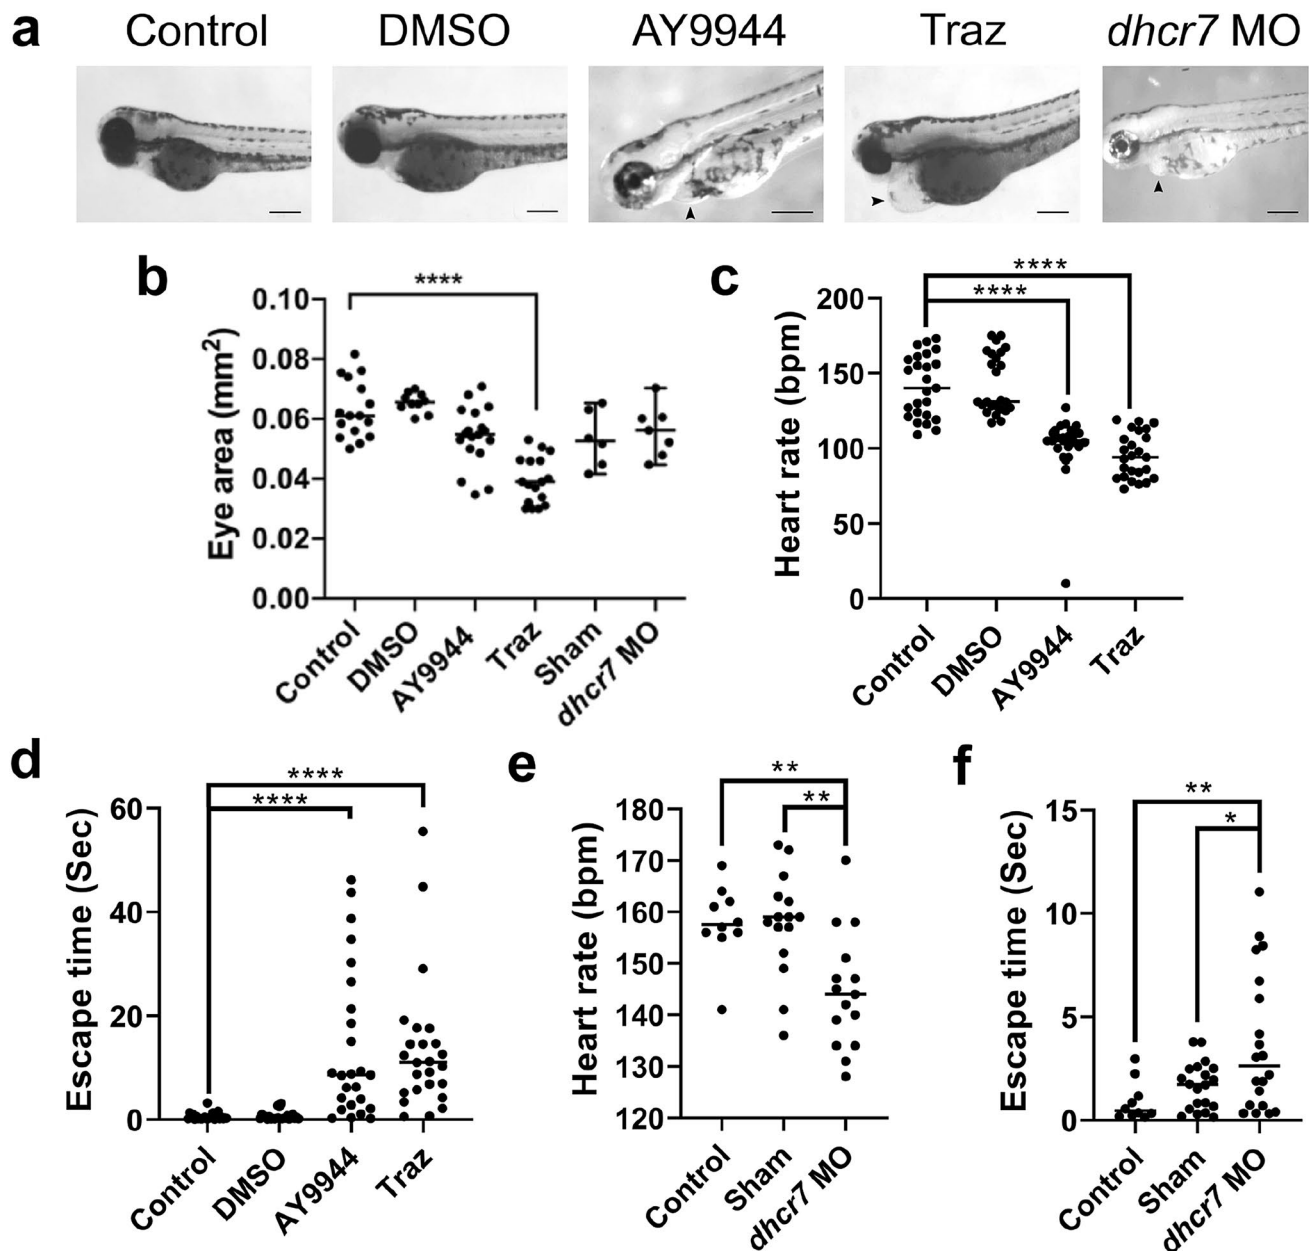 a Control DMSO AY9944 Traz dhcr7 MO
b
****
Eye area (mm²)
0.10
0.08
0.06
0.04
0.02
0.00
Control DMSO AY9944 Traz Sham dhcr7 MO
c
****
****
Heart rate (bpm)
200
150
100
50
0
Control DMSO AY9944 Traz
d
****
****
Escape time (Sec)
60
40
20
0
Control DMSO AY9944 Traz
e
**
**
Heart rate (bpm)
180
170
160
150
140
130
120
Control Sham dhcr7 MO
f
**
*
Escape time (Sec)
15
10
5
0
Control Sham dhcr7 MO